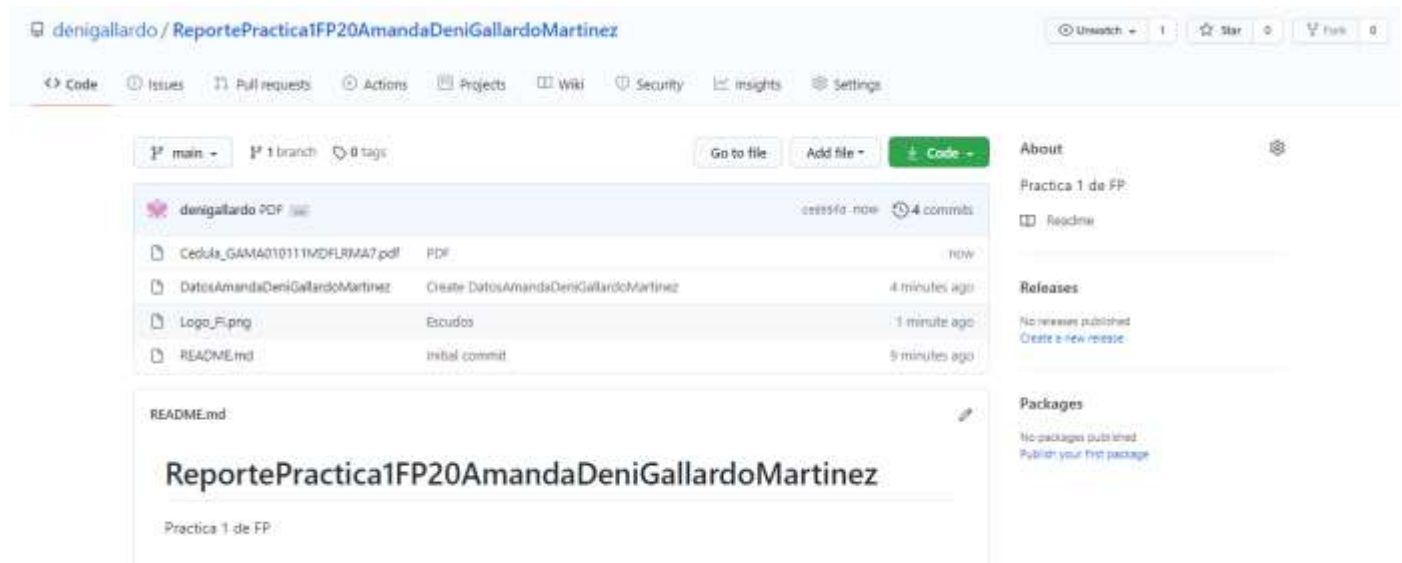 denigallardo / ReportePractica1FP20AmandaDeniGallardoMartinez
Unwatch 1 Star 0 Fork 0
Code Issues Pull requests Actions Projects Wiki Security Insights Settings
main 1 branch 0 tags
Go to file Add file Code
denigallardo PDF now 4 commits
Cedula_GAMA010111MDFLRMA7.pdf PDF now
DatosAmandaDeniGallardoMartinez Create DatosAmandaDeniGallardoMartinez 4 minutes ago
Logo_FI.png Escudos 1 minute ago
README.md Initial commit 9 minutes ago
README.md
ReportePractica1FP20AmandaDeniGallardoMartinez
Practica 1 de FP
About
Practica 1 de FP
Readme
Releases
No releases published
Create a new release
Packages
No packages published
Publish your first package